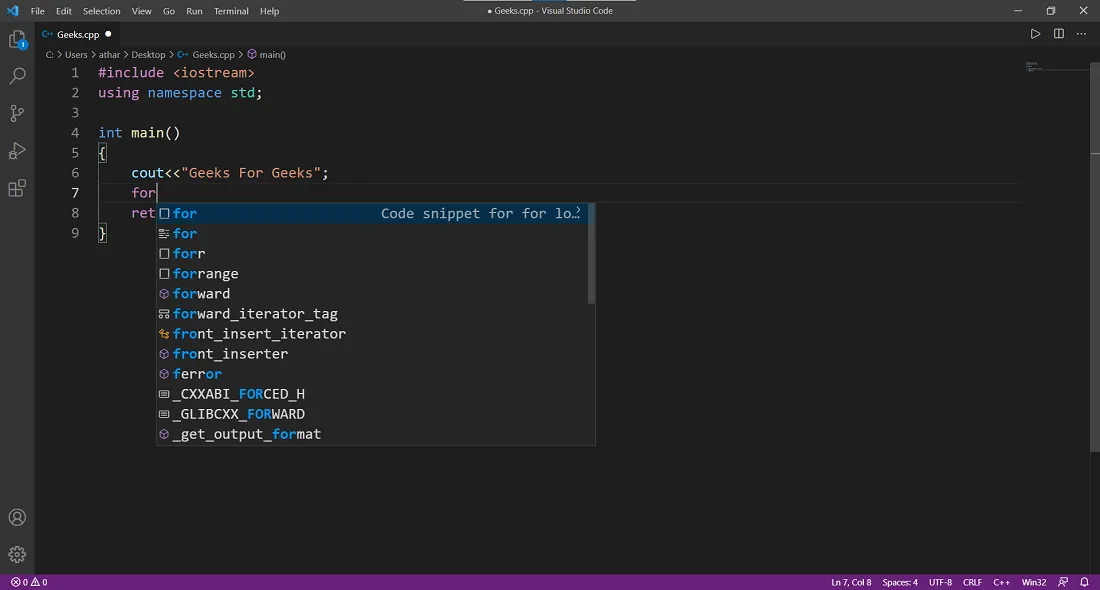 File Edit Selection View Go Run Terminal Help
● Geeks.cpp - Visual Studio Code
1
C++ Geeks.cpp ●
C: > Users > athar > Desktop > C++ Geeks.cpp > main()
1 #include <iostream>
2 using namespace std;
3
4 int main()
5 {
6 cout<<"Geeks For Geeks";
7 for
8 ret
9 }
for Code snippet for for lo…
for
forr
forrange
forward
forward_iterator_tag
front_insert_iterator
front_inserter
ferror
_CXXABI_FORCED_H
_GLIBCXX_FORWARD
_get_output_format
0 0 Ln 7, Col 8 Spaces: 4 UTF-8 CRLF C++ Win32